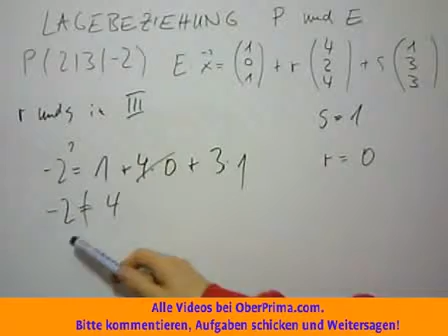 LAGEBEZIEHUNG P und E
P(2|3|-2) E x⃗ = (1 0 1) + r (4 2 4) + s (1 3 3)
r und s in III
s = 1
r = 0
-2 ≟ 1 + 4·0 + 3·1
-2 ≠ 4
Alle Videos bei OberPrima.com.
Bitte kommentieren, Aufgaben schicken und Weitersagen!